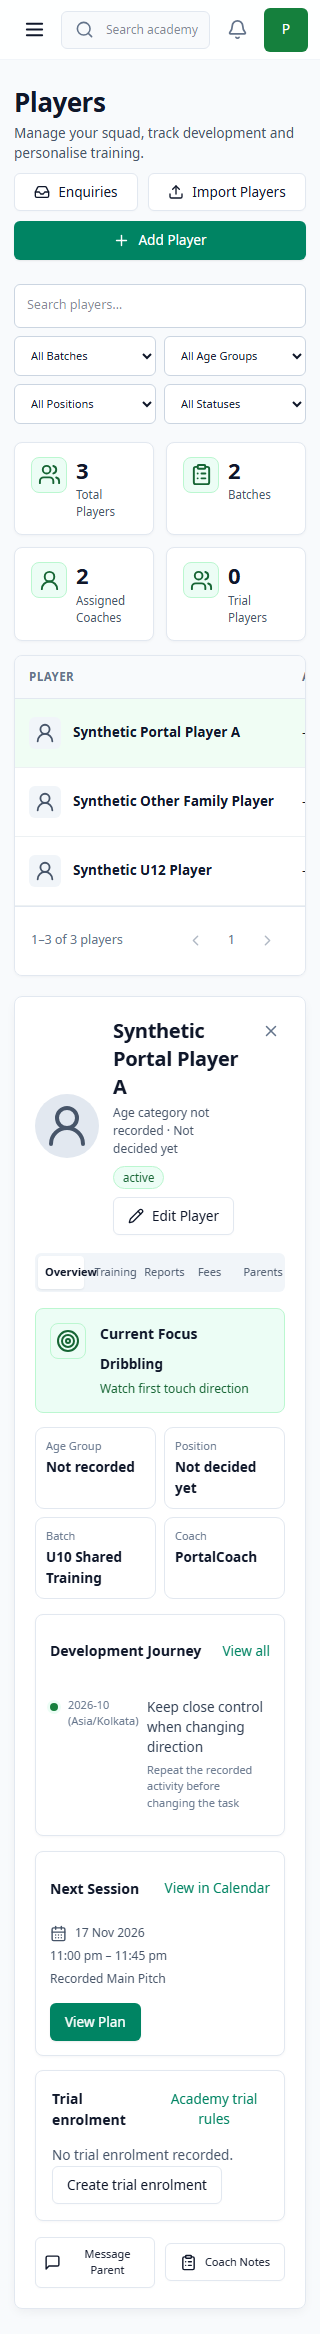 Search academy
P
Players
Manage your squad, track development and
personalise training.
Enquiries
Import Players
Add Player
Search players...
All Batches
All Age Groups
All Positions
All Statuses
3
Total
Players
2
Batches
2
Assigned
Coaches
0
Trial
Players
PLAYER
Synthetic Portal Player A
Synthetic Other Family Player
Synthetic U12 Player
1–3 of 3 players
1
Synthetic
Portal Player
A
Age category not
recorded · Not
decided yet
active
Edit Player
Overview
Training
Reports
Fees
Parents
Current Focus
Dribbling
Watch first touch direction
Age Group
Not recorded
Position
Not decided
yet
Batch
U10 Shared
Training
Coach
PortalCoach
Development Journey
View all
2026-10
(Asia/Kolkata)
Keep close control
when changing
direction
Repeat the recorded
activity before
changing the task
Next Session
View in Calendar
17 Nov 2026
11:00 pm – 11:45 pm
Recorded Main Pitch
View Plan
Trial
enrolment
Academy trial
rules
No trial enrolment recorded.
Create trial enrolment
Message
Parent
Coach Notes